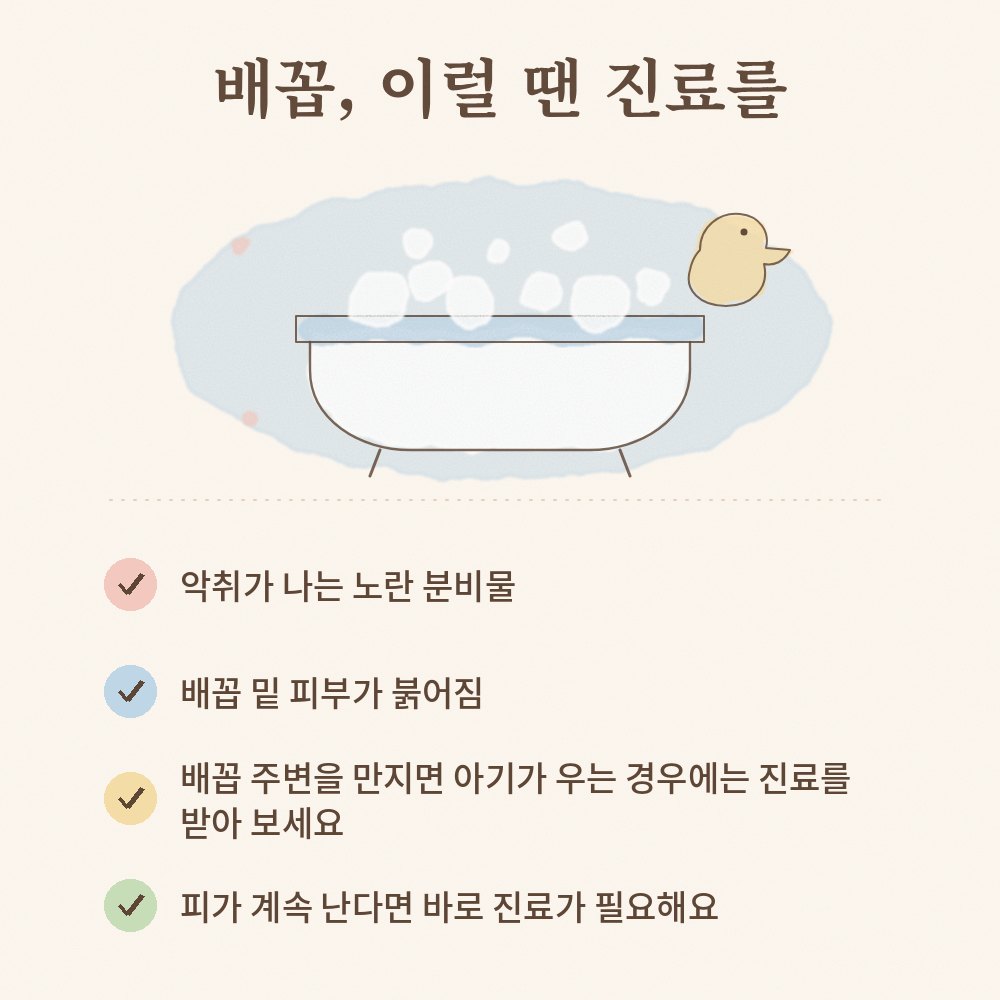 배꼽, 이럴 땐 진료를
악취가 나는 노란 분비물
배꼽 밑 피부가 붉어짐
배꼽 주변을 만지면 아기가 우는 경우에는 진료를
받아 보세요
피가 계속 난다면 바로 진료가 필요해요